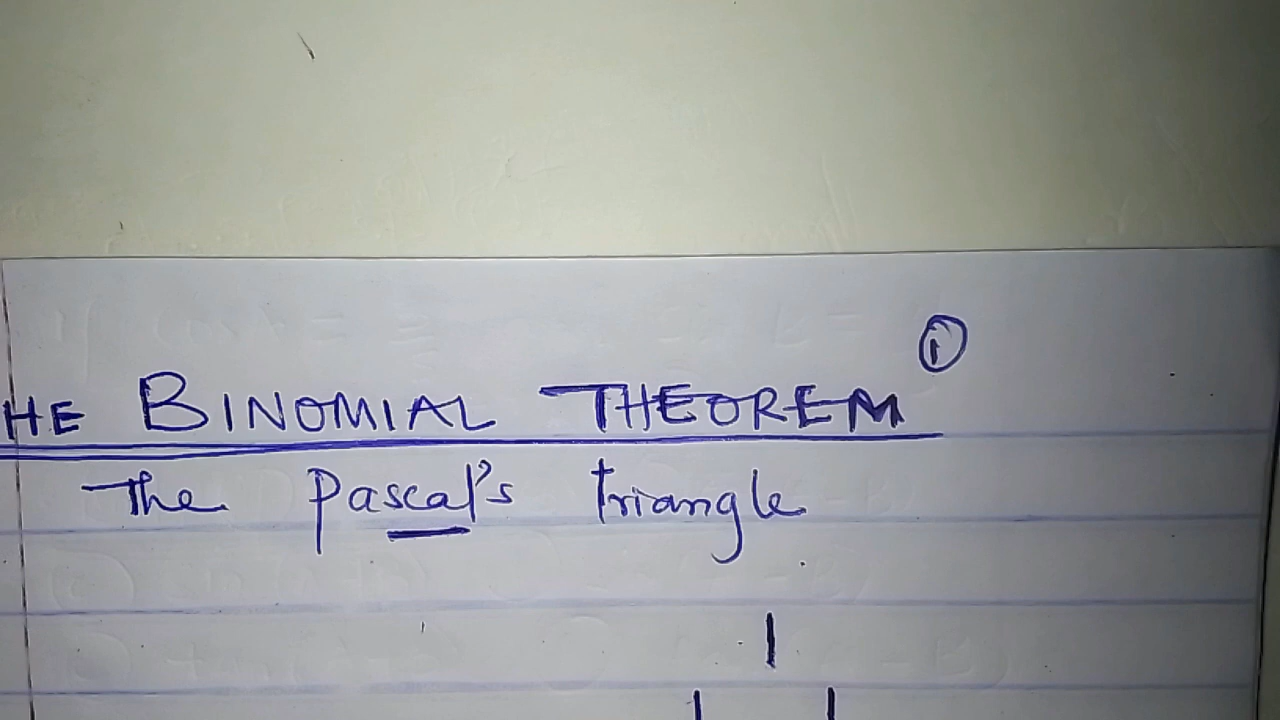 HE BINOMIAL THEOREM ①
The Pascal's triangle
1
1 1